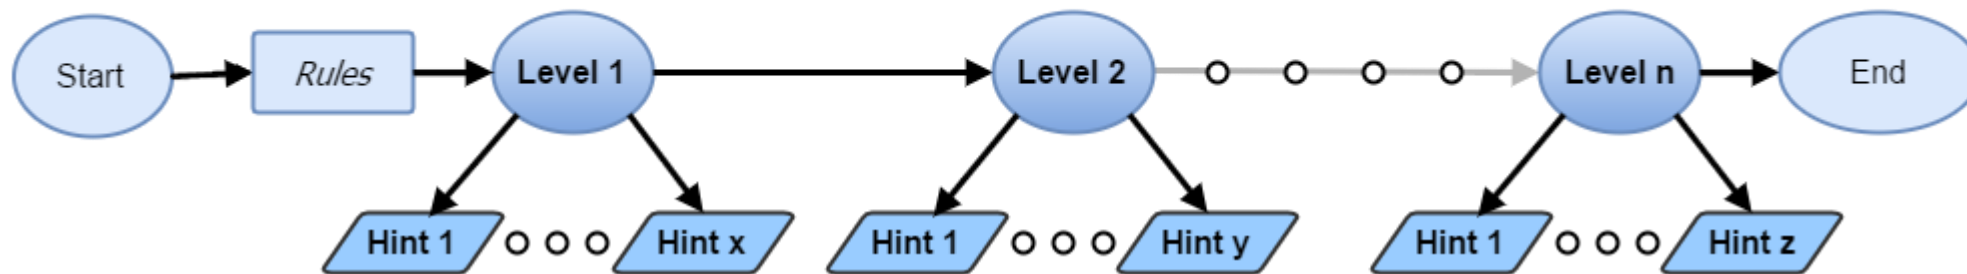 Start
Rules
Level 1
Level 2
Level n
End
Hint 1
Hint x
Hint 1
Hint y
Hint 1
Hint z